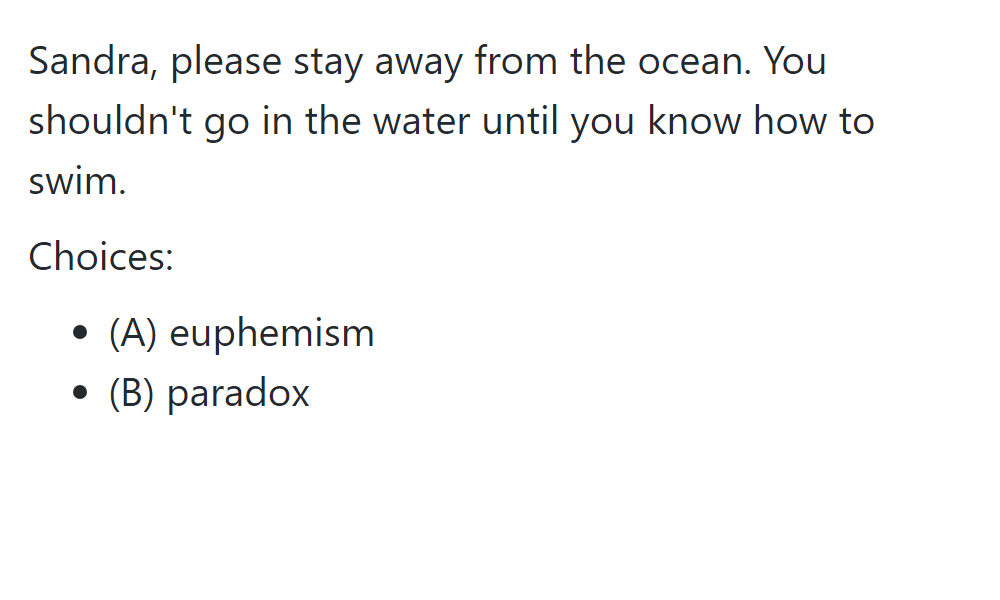 Sandra, please stay away from the ocean. You
shouldn't go in the water until you know how to
swim.
Choices:
• (A) euphemism
• (B) paradox